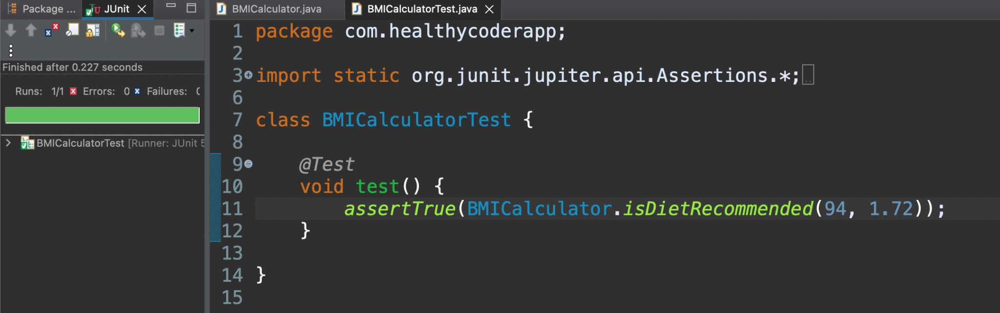 Package ... JUnit
Finished after 0.227 seconds
Runs: 1/1 Errors: 0 Failures:
BMICalculatorTest [Runner: JUnit 5
BMICalculator.java BMICalculatorTest.java
1 package com.healthycoderapp;
2
3 import static org.junit.jupiter.api.Assertions.*;
6
7 class BMICalculatorTest {
8
9 @Test
10 void test() {
11 assertTrue(BMICalculator.isDietRecommended(94, 1.72));
12 }
13
14 }
15